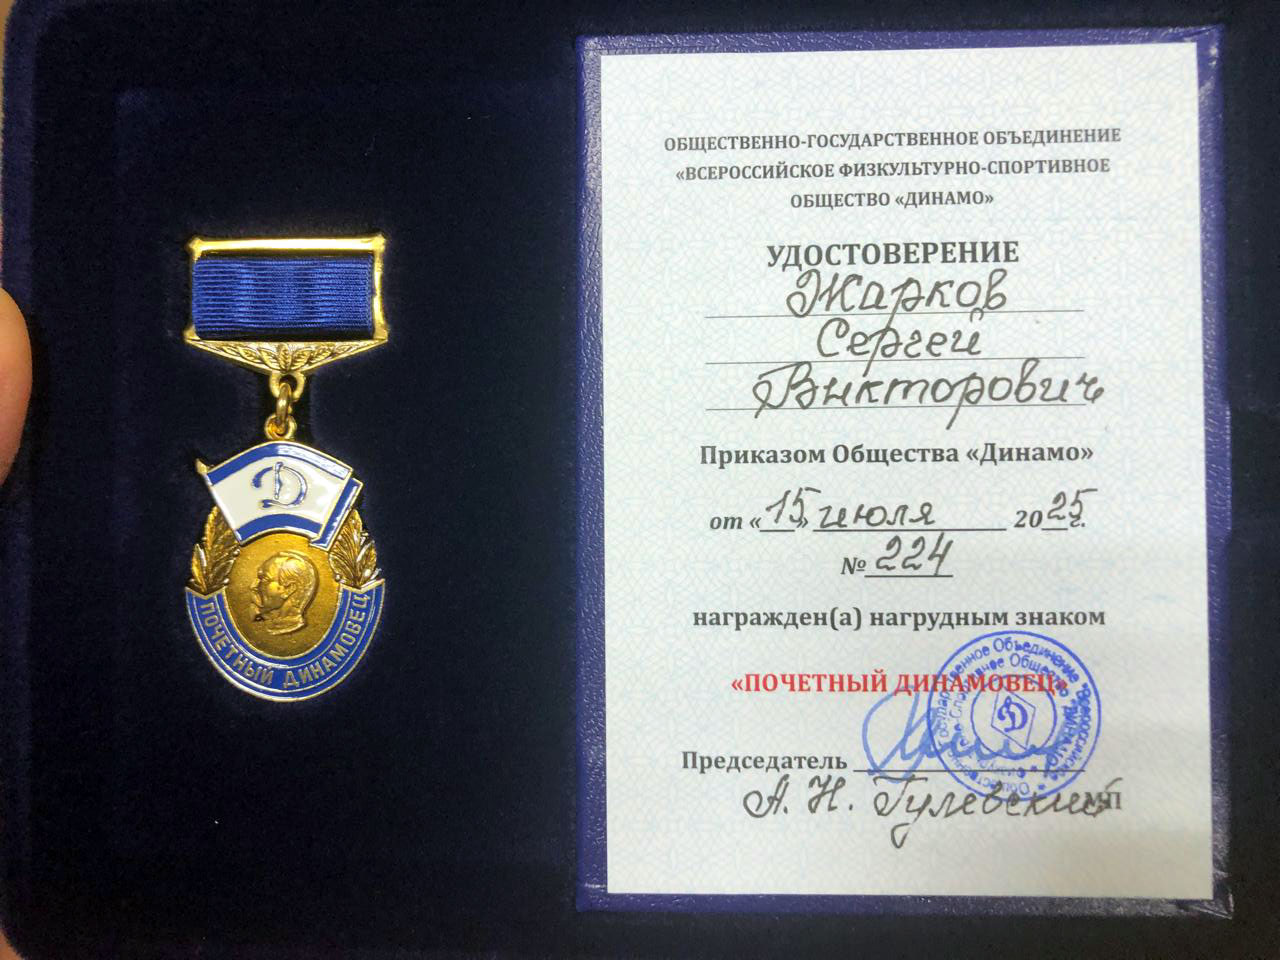 Д
ПОЧЕТНЫЙ ДИНАМОВЕЦ
ОБЩЕСТВЕННО-ГОСУДАРСТВЕННОЕ ОБЪЕДИНЕНИЕ
«ВСЕРОССИЙСКОЕ ФИЗКУЛЬТУРНО-СПОРТИВНОЕ
ОБЩЕСТВО «ДИНАМО»
УДОСТОВЕРЕНИЕ
Жарков
Сергей
Викторович
Приказом Общества «Динамо»
от «15» июля 2025 г.
№ 224
награжден(а) нагрудным знаком
«ПОЧЕТНЫЙ ДИНАМОВЕЦ»
Председатель
А. Н. Гулевский МП
Д